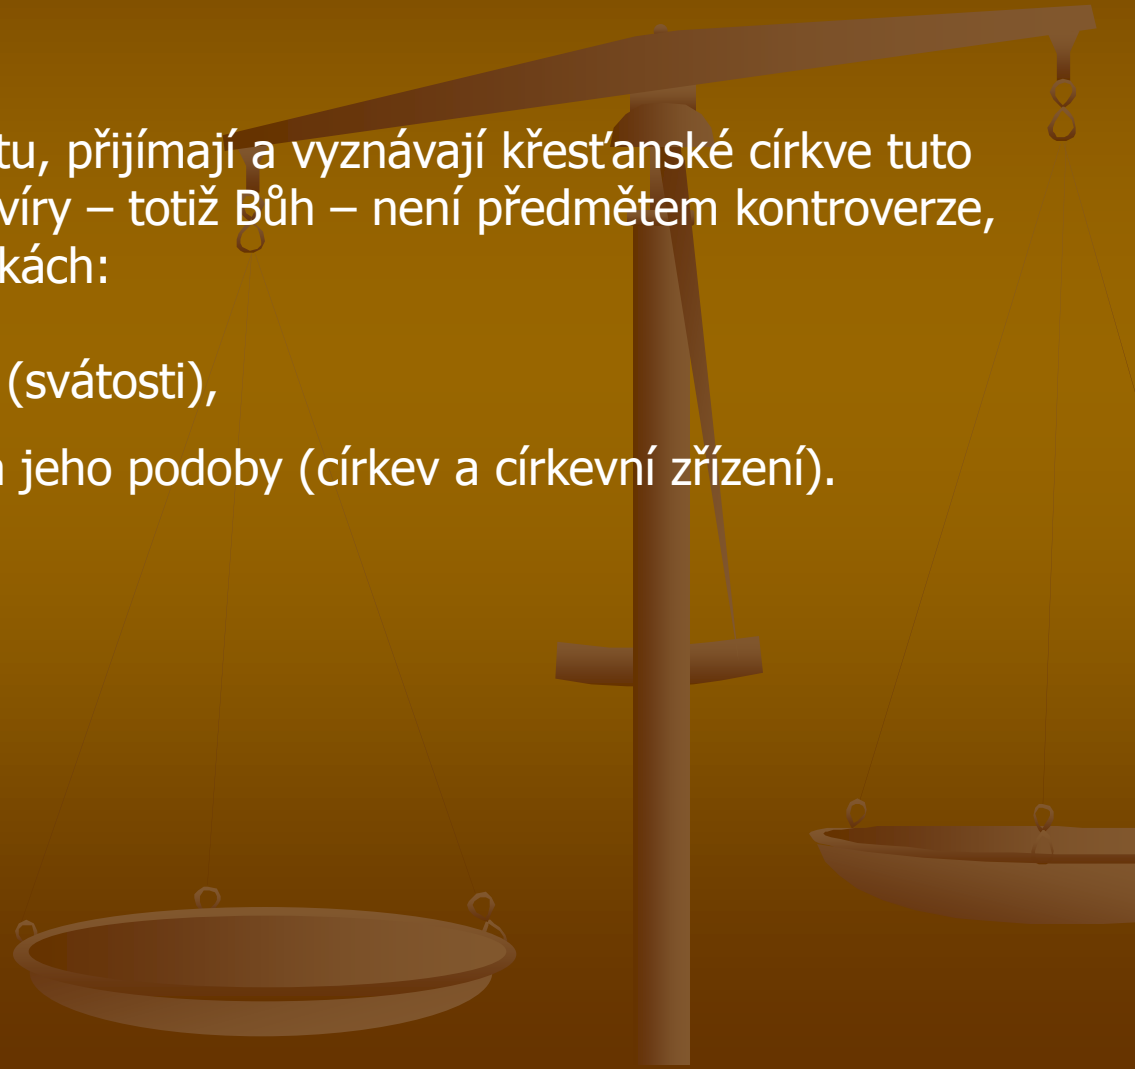 tu, přijímají a vyznávají křesťanské církve tuto
víry – totiž Bůh – není předmětem kontroverze,
kách:
(svátosti),
jeho podoby (církev a církevní zřízení).